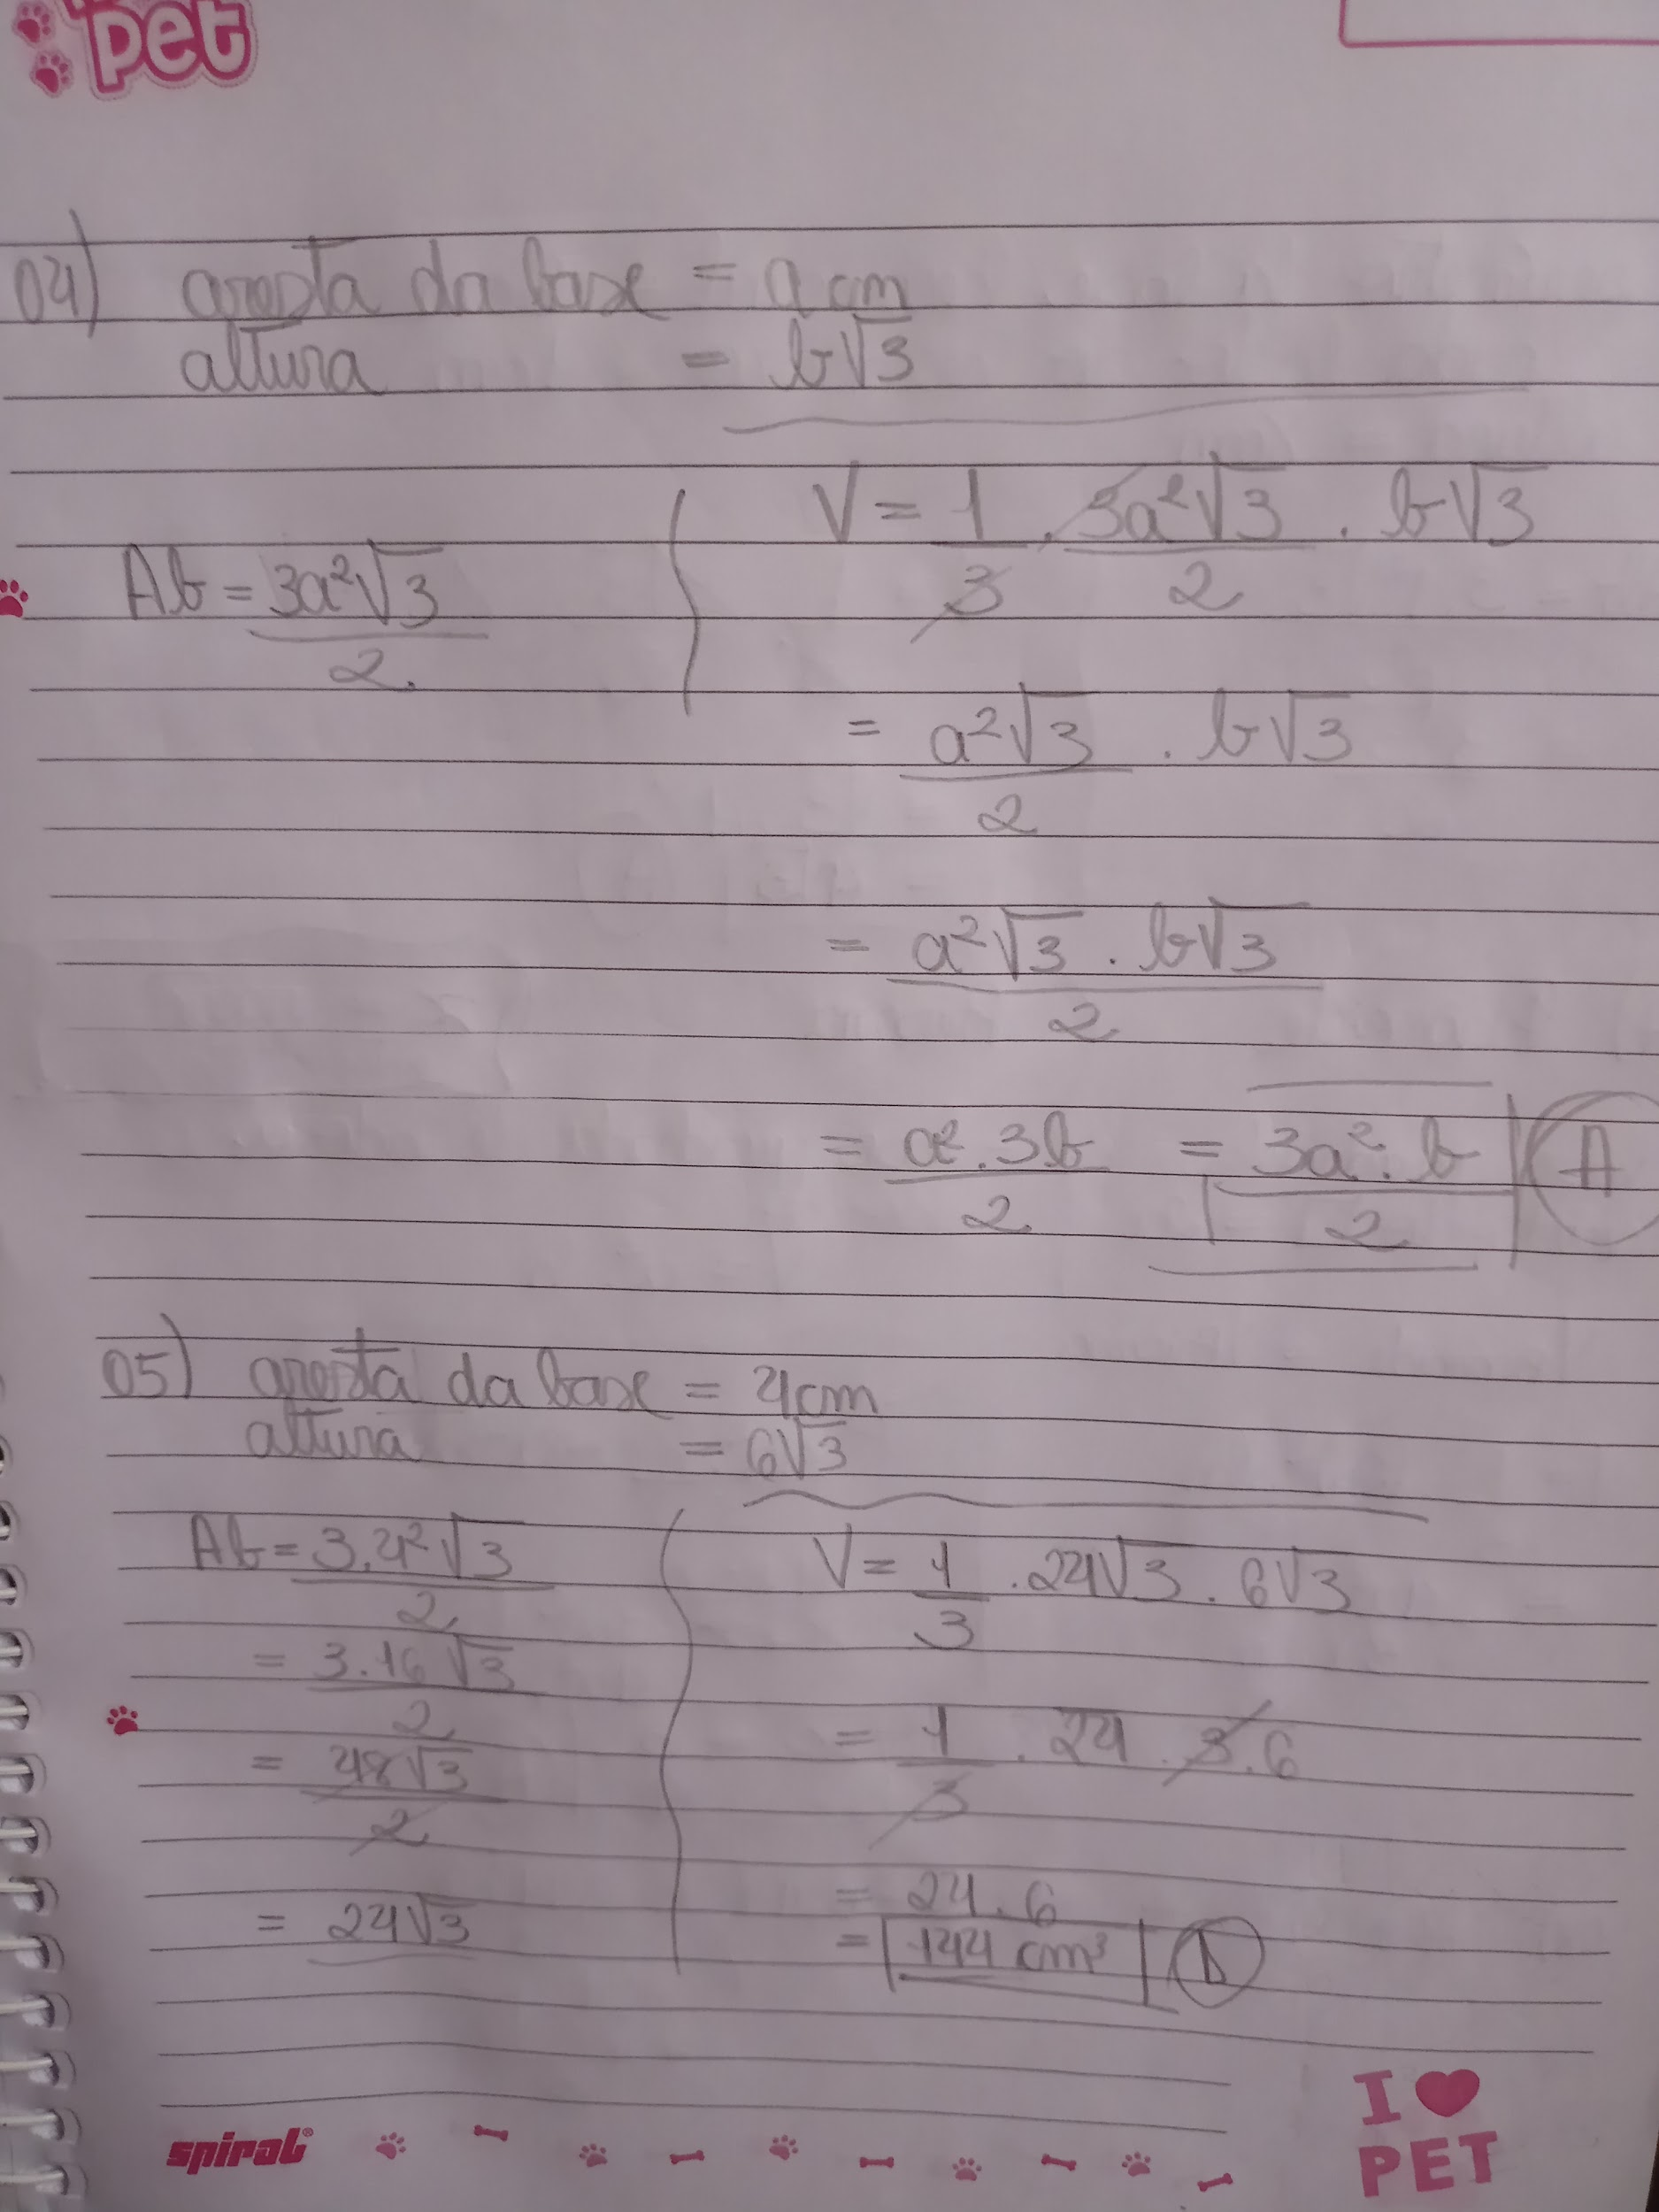 pet
04) aresta da base = a cm
altura = b√3
Ab = 3a²√3 / 2
V = 1/3 . 3a²√3 / 2 . b√3
= a²√3 / 2 . b√3
= a²√3 . b√3 / 2
= a² . 3b / 2 = 3a² . b / 2 A
05) aresta da base = 4cm
altura = 6√3
Ab = 3.4²√3 / 2
= 3.16√3 / 2
= 48√3 / 2
= 24√3
V = 1/3 . 24√3 . 6√3
= 1/3 . 24 . 3 . 6
= 24 . 6
= 144 cm³ D
I ♥
PET
spiral®